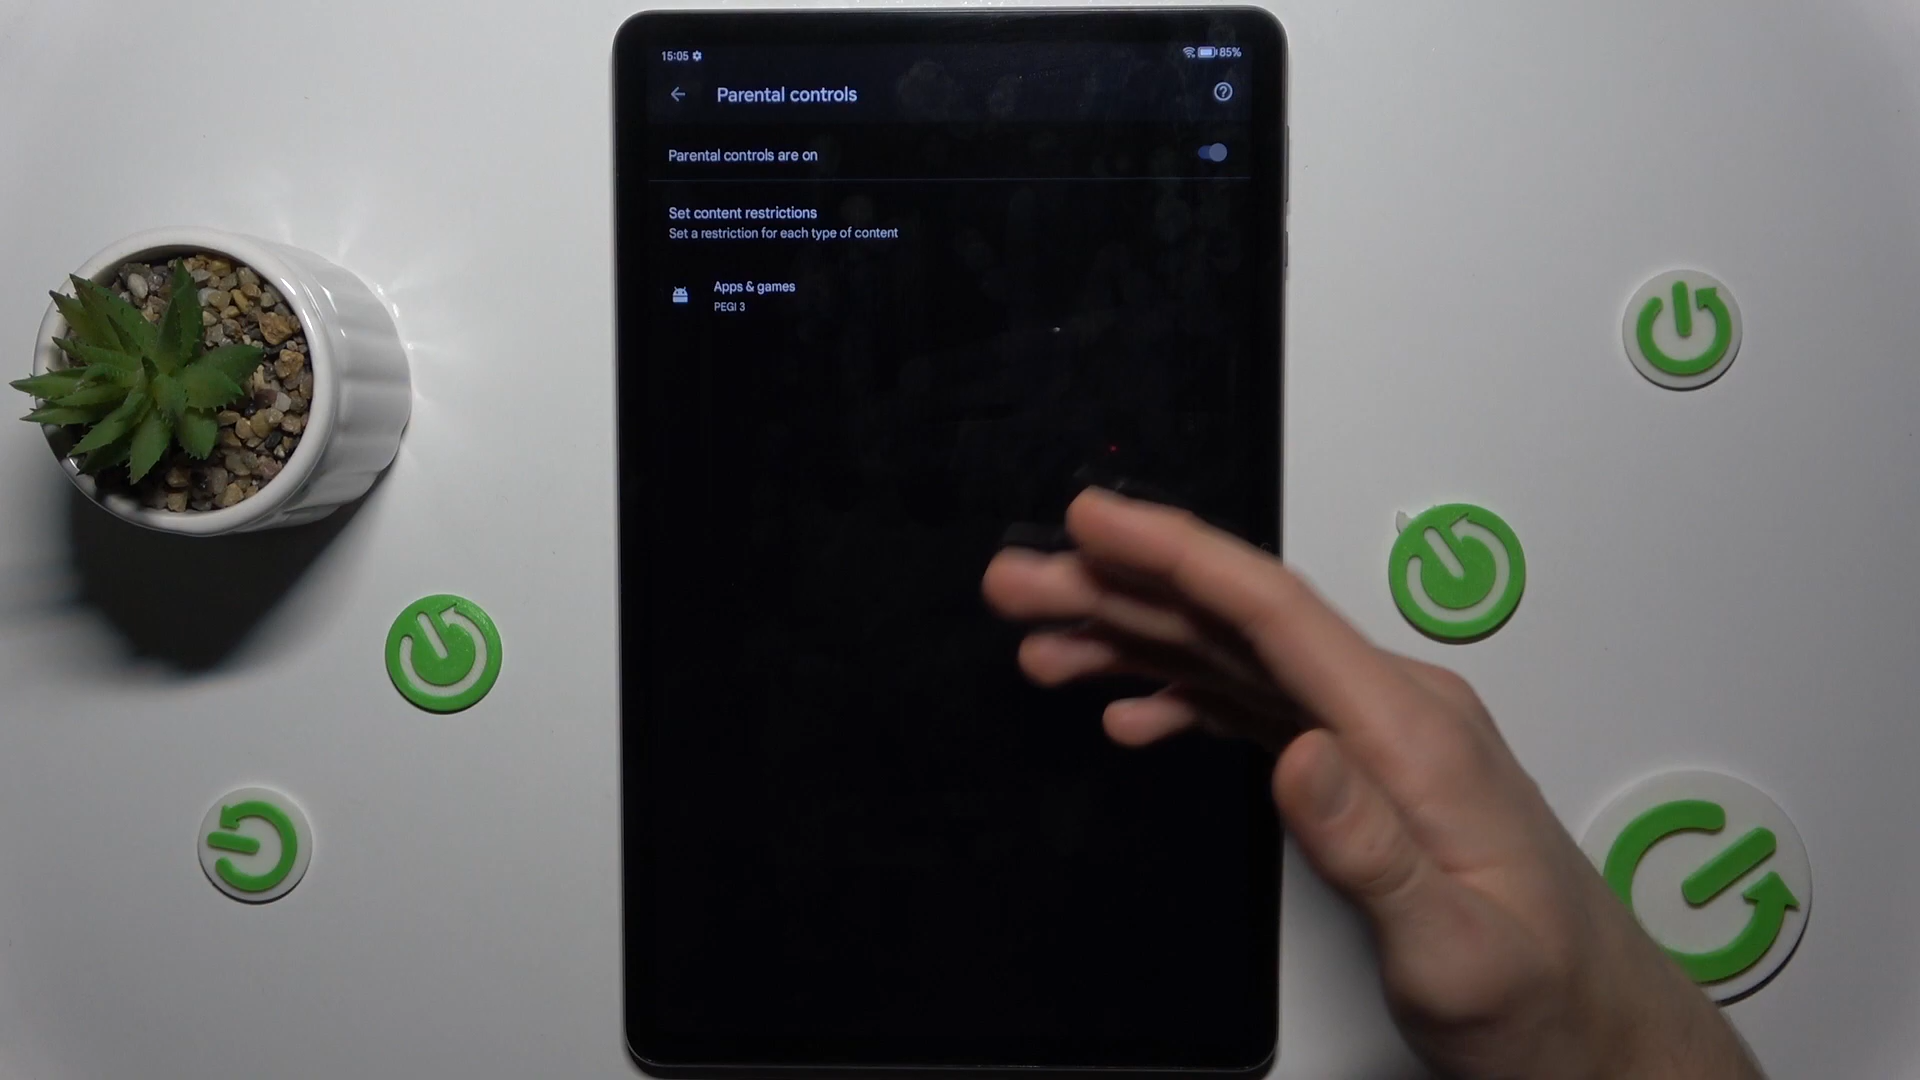 15:05
85%
Parental controls
Parental controls are on
Set content restrictions
Set a restriction for each type of content
Apps & games
PEGI 3